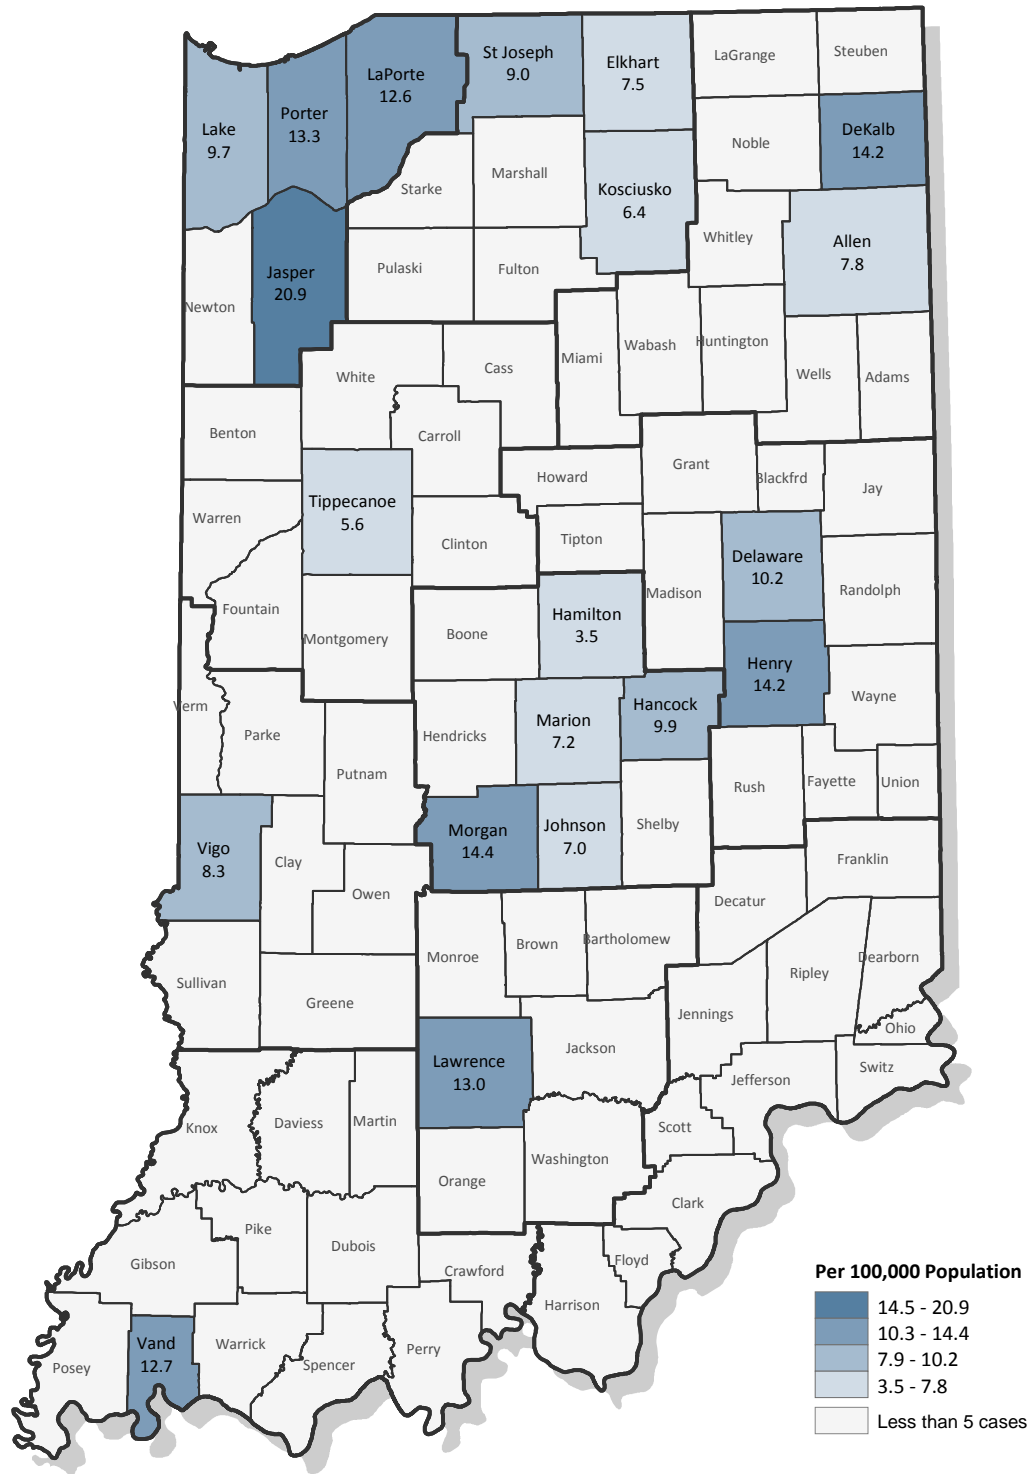 LaGrange
Steuben
St Joseph
9.0
Elkhart
7.5
LaPorte
12.6
Porter
13.3
Lake
9.7
DeKalb
14.2
Noble
Marshall
Starke
Kosciusko
6.4
Whitley
Allen
7.8
Jasper
20.9
Pulaski
Fulton
Newton
Miami
Wabash
Huntington
Wells
Adams
White
Cass
Benton
Carroll
Howard
Grant
Blackfrd
Jay
Warren
Tippecanoe
5.6
Clinton
Tipton
Delaware
10.2
Randolph
Madison
Fountain
Montgomery
Boone
Hamilton
3.5
Henry
14.2
Wayne
Verm
Parke
Hendricks
Marion
7.2
Hancock
9.9
Putnam
Rush
Fayette
Union
Morgan
14.4
Johnson
7.0
Shelby
Vigo
8.3
Clay
Franklin
Owen
Decatur
Monroe
Brown
Bartholomew
Dearborn
Ripley
Sullivan
Greene
Jennings
Ohio
Lawrence
13.0
Jackson
Switz
Jefferson
Knox
Daviess
Martin
Scott
Washington
Orange
Clark
Pike
Dubois
Gibson
Crawford
Floyd
Harrison
Vand
12.7
Warrick
Spencer
Perry
Posey
Per 100,000 Population
14.5 - 20.9
10.3 - 14.4
7.9 - 10.2
3.5 - 7.8
Less than 5 cases